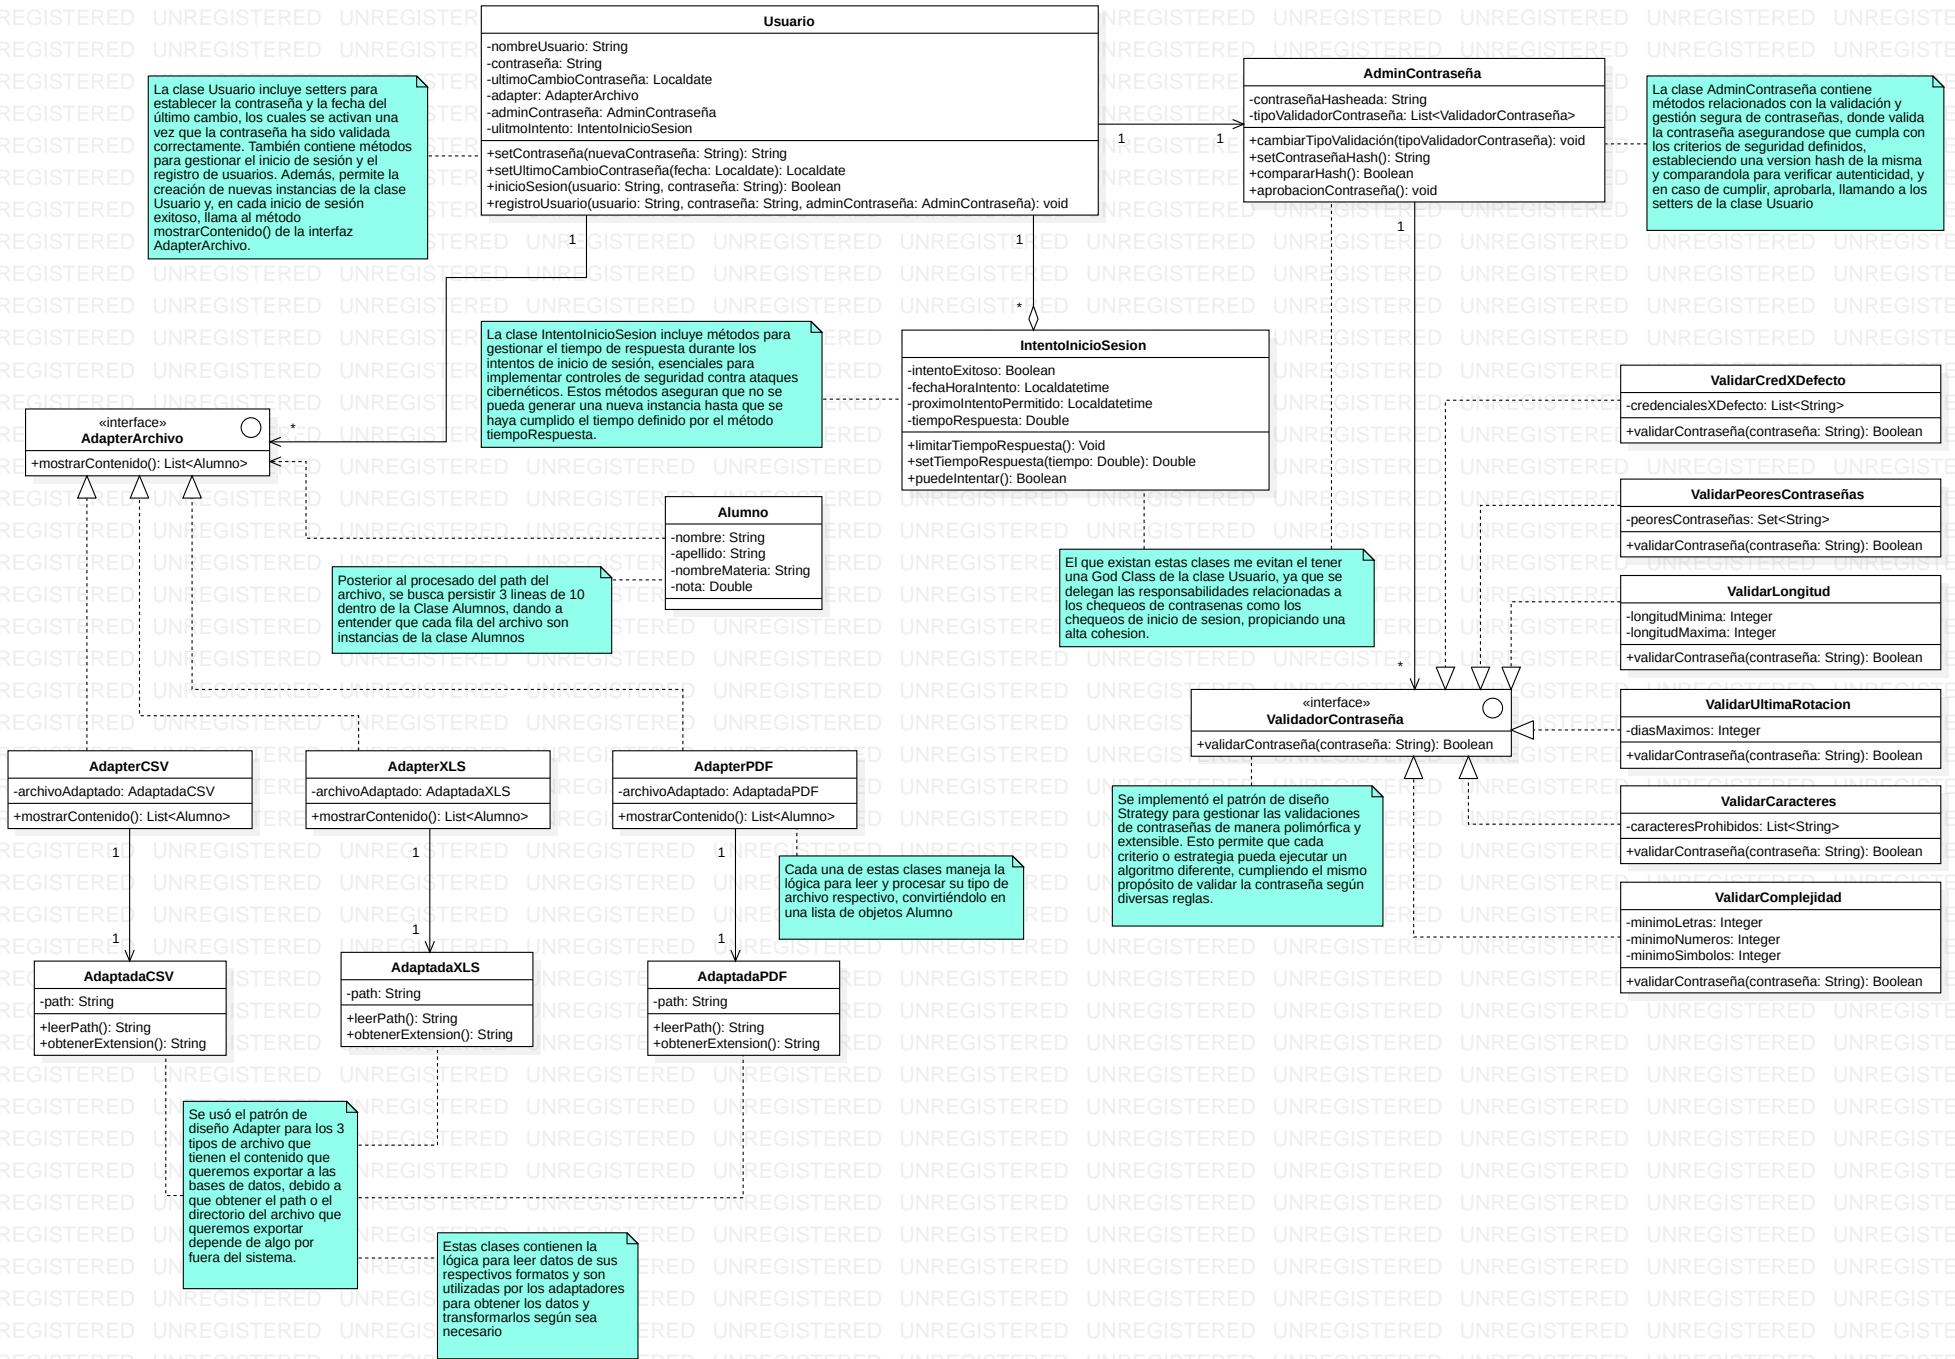 Usuario
-nombreUsuario: String
-contraseña: String
-ultimoCambioContraseña: Localdate
-adapter: AdapterArchivo
-adminContraseña: AdminContraseña
-ulitmoIntento: IntentoInicioSesion
+setContraseña(nuevaContraseña: String): String
+setUltimoCambioContraseña(fecha: Localdate): Localdate
+inicioSesion(usuario: String, contraseña: String): Boolean
+registroUsuario(usuario: String, contraseña: String, adminContraseña: AdminContraseña): void
La clase Usuario incluye setters para
establecer la contraseña y la fecha del
último cambio, los cuales se activan una
vez que la contraseña ha sido validada
correctamente. También contiene métodos
para gestionar el inicio de sesión y el
registro de usuarios. Además, permite la
creación de nuevas instancias de la clase
Usuario y, en cada inicio de sesión
exitoso, llama al método
mostrarContenido() de la interfaz
AdapterArchivo.
AdminContraseña
-contraseñaHasheada: String
-tipoValidadorContraseña: List<ValidadorContraseña>
+cambiarTipoValidación(tipoValidadorContraseña): void
+setContraseñaHash(): String
+compararHash(): Boolean
+aprobacionContraseña(): void
La clase AdminContraseña contiene
métodos relacionados con la validación y
gestión segura de contraseñas, donde valida
la contraseña asegurandose que cumpla con
los criterios de seguridad definidos,
estableciendo una version hash de la misma
y comparandola para verificar autenticidad, y
en caso de cumplir, aprobarla, llamando a los
setters de la clase Usuario
1
1
1
1
1
*
*
*
La clase IntentoInicioSesion incluye métodos para
gestionar el tiempo de respuesta durante los
intentos de inicio de sesión, esenciales para
implementar controles de seguridad contra ataques
cibernéticos. Estos métodos aseguran que no se
pueda generar una nueva instancia hasta que se
haya cumplido el tiempo definido por el método
tiempoRespuesta.
IntentoInicioSesion
-intentoExitoso: Boolean
-fechaHoraIntento: Localdatetime
-proximoIntentoPermitido: Localdatetime
-tiempoRespuesta: Double
+limitarTiempoRespuesta(): Void
+setTiempoRespuesta(tiempo: Double): Double
+puedeIntentar(): Boolean
«interface»
AdapterArchivo
+mostrarContenido(): List<Alumno>
Alumno
-nombre: String
-apellido: String
-nombreMateria: String
-nota: Double
Posterior al procesado del path del
archivo, se busca persistir 3 lineas de 10
dentro de la Clase Alumnos, dando a
entender que cada fila del archivo son
instancias de la clase Alumnos
El que existan estas clases me evitan el tener
una God Class de la clase Usuario, ya que se
delegan las responsabilidades relacionadas a
los chequeos de contrasenas como los
chequeos de inicio de sesion, propiciando una
alta cohesion.
ValidarCredXDefecto
-credencialesXDefecto: List<String>
+validarContraseña(contraseña: String): Boolean
ValidarPeoresContraseñas
-peoresContraseñas: Set<String>
+validarContraseña(contraseña: String): Boolean
ValidarLongitud
-longitudMinima: Integer
-longitudMaxima: Integer
+validarContraseña(contraseña: String): Boolean
ValidarUltimaRotacion
-diasMaximos: Integer
+validarContraseña(contraseña: String): Boolean
ValidarCaracteres
-caracteresProhibidos: List<String>
+validarContraseña(contraseña: String): Boolean
ValidarComplejidad
-minimoLetras: Integer
-minimoNumeros: Integer
-minimoSimbolos: Integer
+validarContraseña(contraseña: String): Boolean
«interface»
ValidadorContraseña
+validarContraseña(contraseña: String): Boolean
Se implementó el patrón de diseño
Strategy para gestionar las validaciones
de contraseñas de manera polimórfica y
extensible. Esto permite que cada
criterio o estrategia pueda ejecutar un
algoritmo diferente, cumpliendo el mismo
propósito de validar la contraseña según
diversas reglas.
AdapterCSV
-archivoAdaptado: AdaptadaCSV
+mostrarContenido(): List<Alumno>
AdapterXLS
-archivoAdaptado: AdaptadaXLS
+mostrarContenido(): List<Alumno>
AdapterPDF
-archivoAdaptado: AdaptadaPDF
+mostrarContenido(): List<Alumno>
1
1
1
1
1
1
Cada una de estas clases maneja la
lógica para leer y procesar su tipo de
archivo respectivo, convirtiéndolo en
una lista de objetos Alumno
AdaptadaCSV
-path: String
+leerPath(): String
+obtenerExtension(): String
AdaptadaXLS
-path: String
+leerPath(): String
+obtenerExtension(): String
AdaptadaPDF
-path: String
+leerPath(): String
+obtenerExtension(): String
Se usó el patrón de
diseño Adapter para los 3
tipos de archivo que
tienen el contenido que
queremos exportar a las
bases de datos, debido a
que obtener el path o el
directorio del archivo que
queremos exportar
depende de algo por
fuera del sistema.
Estas clases contienen la
lógica para leer datos de sus
respectivos formatos y son
utilizadas por los adaptadores
para obtener los datos y
transformarlos según sea
necesario
UNREGISTERED